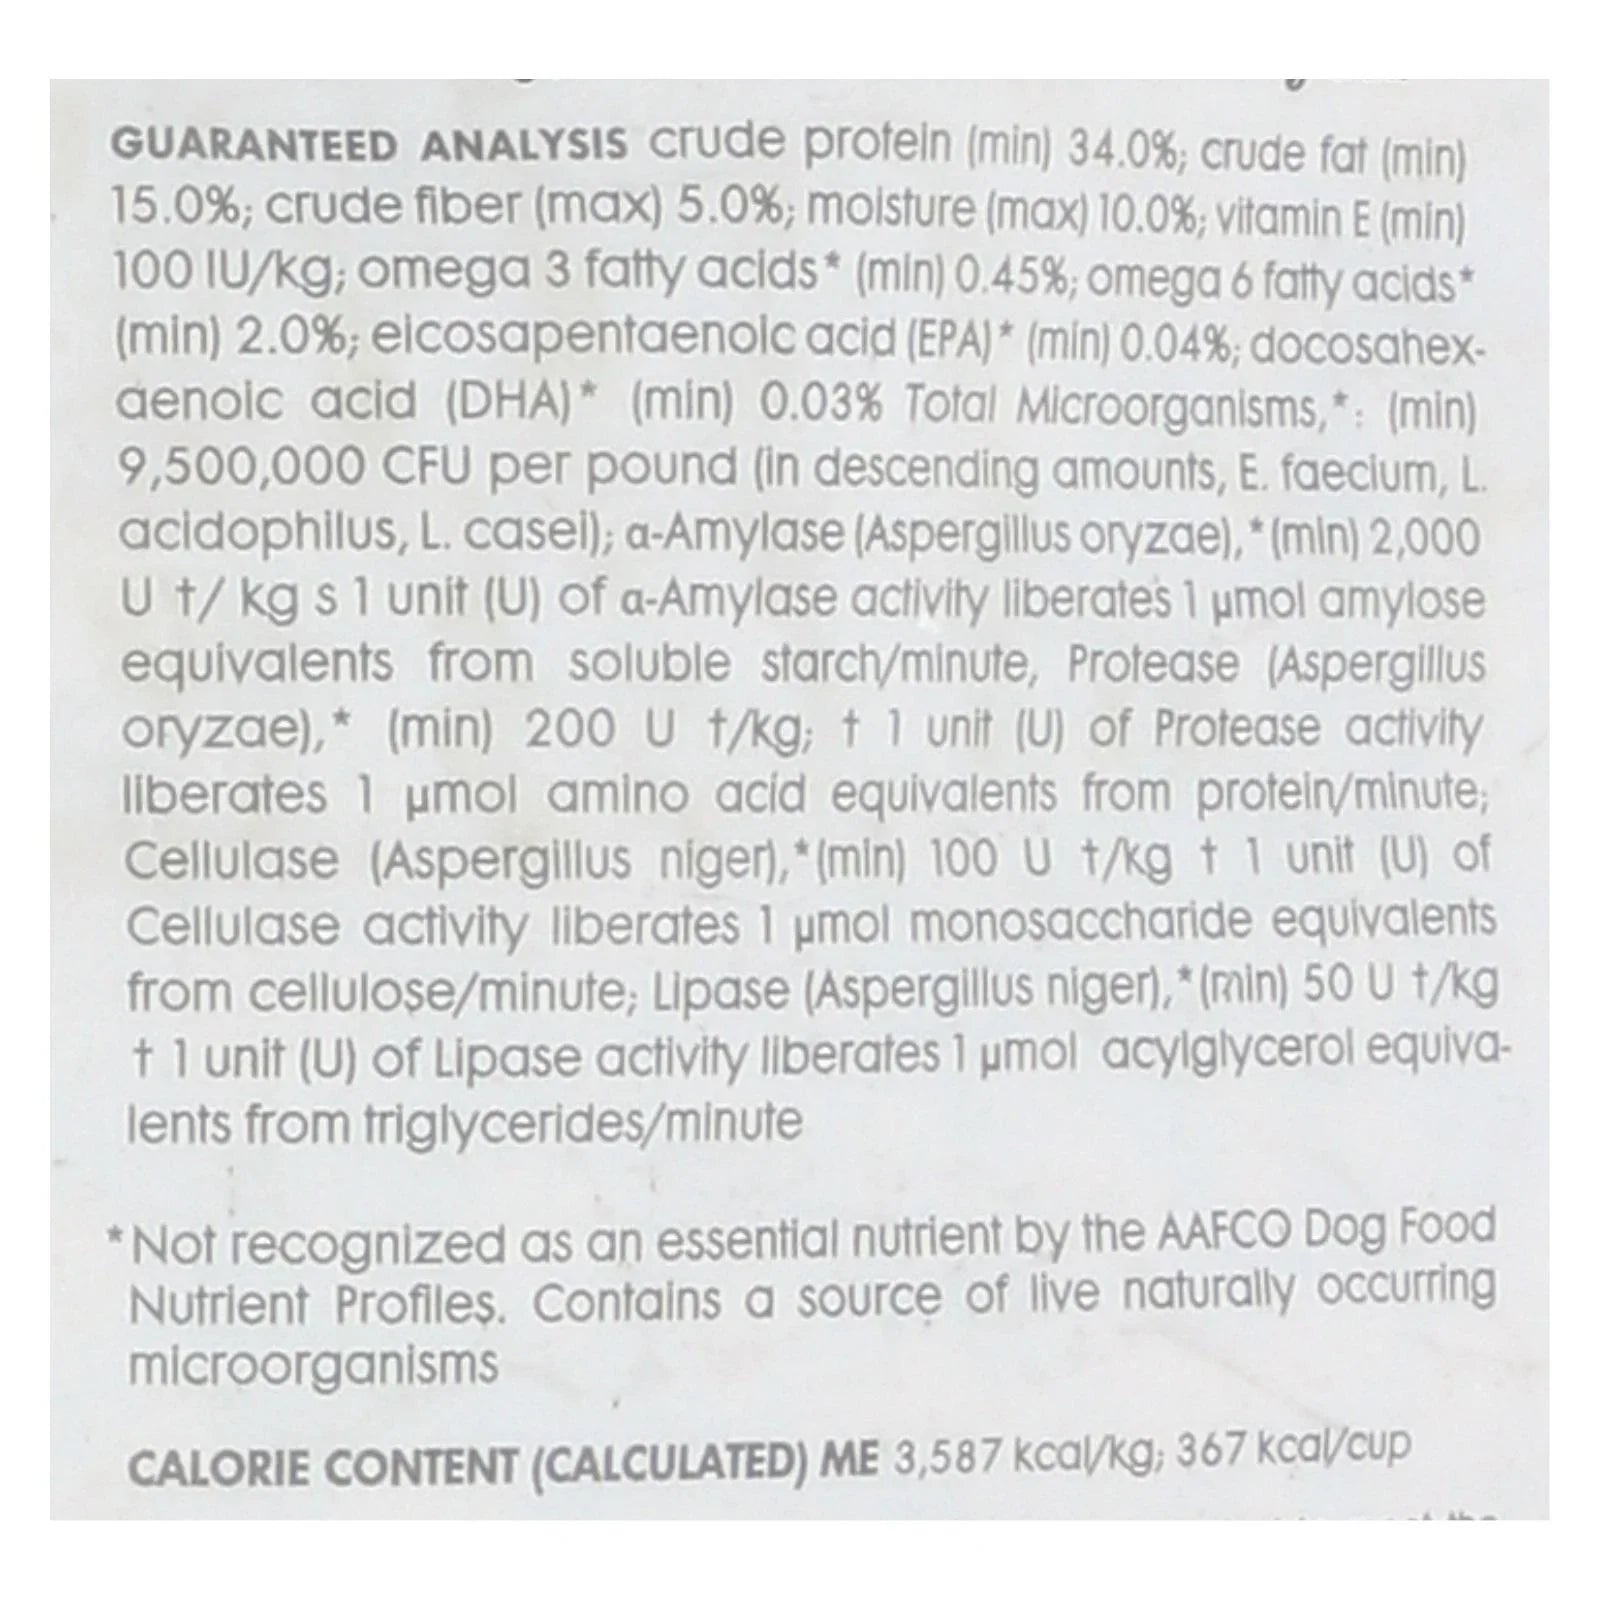 GUARANTEED ANALYSIS crude protein (min) 34.0%; crude fat (min)
15.0%; crude fiber (max) 5.0%; moisture (max) 10.0%; vitamin E (min)
100 IU/kg; omega 3 fatty acids* (min) 0.45%; omega 6 fatty acids*
(min) 2.0%; eicosapentaenoic acid (EPA)* (min) 0.04%; docosahex-
aenoic acid (DHA)* (min) 0.03% Total Microorganisms,*: (min)
9,500,000 CFU per pound (in descending amounts, E. faecium, L.
acidophilus, L. casei); α-Amylase (Aspergillus oryzae),*(min) 2,000
U †/ kg s 1 unit (U) of α-Amylase activity liberates 1 µmol amylose
equivalents from soluble starch/minute, Protease (Aspergillus
oryzae),* (min) 200 U †/kg; † 1 unit (U) of Protease activity
liberates 1 µmol amino acid equivalents from protein/minute;
Cellulase (Aspergillus niger),*(min) 100 U †/kg † 1 unit (U) of
Cellulase activity liberates 1 µmol monosaccharide equivalents
from cellulose/minute; Lipase (Aspergillus niger),*(min) 50 U †/kg
† 1 unit (U) of Lipase activity liberates 1 µmol acylglycerol equiva-
lents from triglycerides/minute
*Not recognized as an essential nutrient by the AAFCO Dog Food
Nutrient Profiles. Contains a source of live naturally occurring
microorganisms
CALORIE CONTENT (CALCULATED) ME 3,587 kcal/kg; 367 kcal/cup